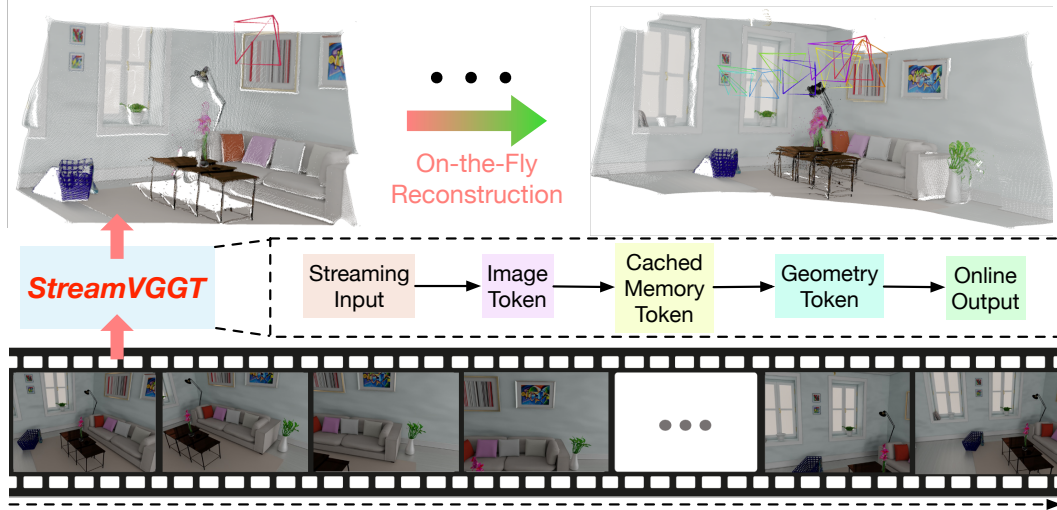 On-the-Fly
Reconstruction
StreamVGGT
Streaming
Input
Image
Token
Cached
Memory
Token
Geometry
Token
Online
Output